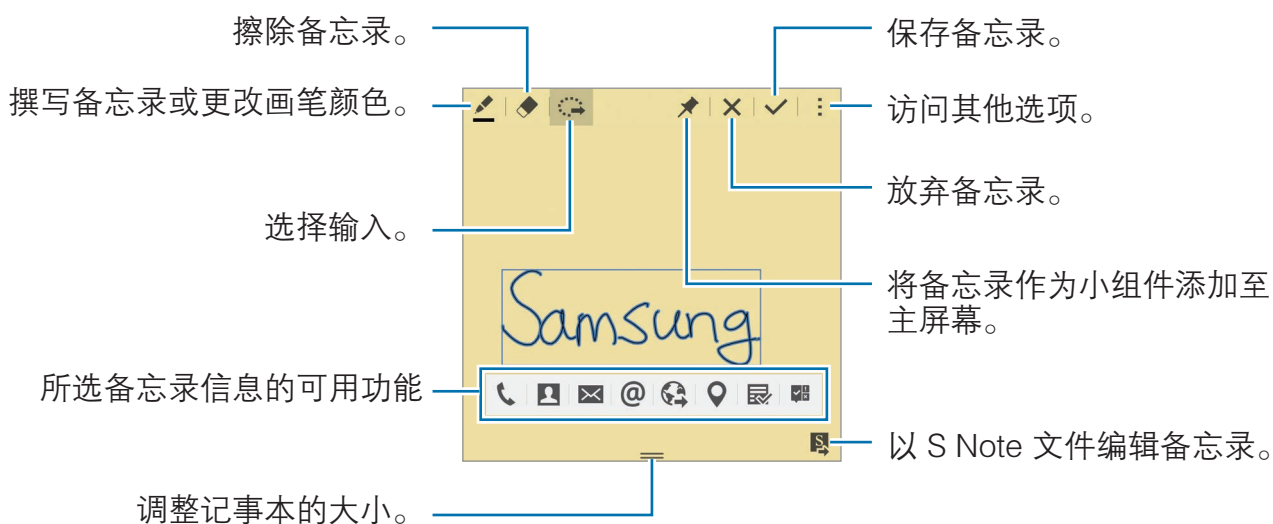 擦除备忘录。
保存备忘录。
撰写备忘录或更改画笔颜色。
访问其他选项。
放弃备忘录。
选择输入。
将备忘录作为小组件添加至
主屏幕。
Samsung
所选备忘录信息的可用功能
以 S Note 文件编辑备忘录。
调整记事本的大小。